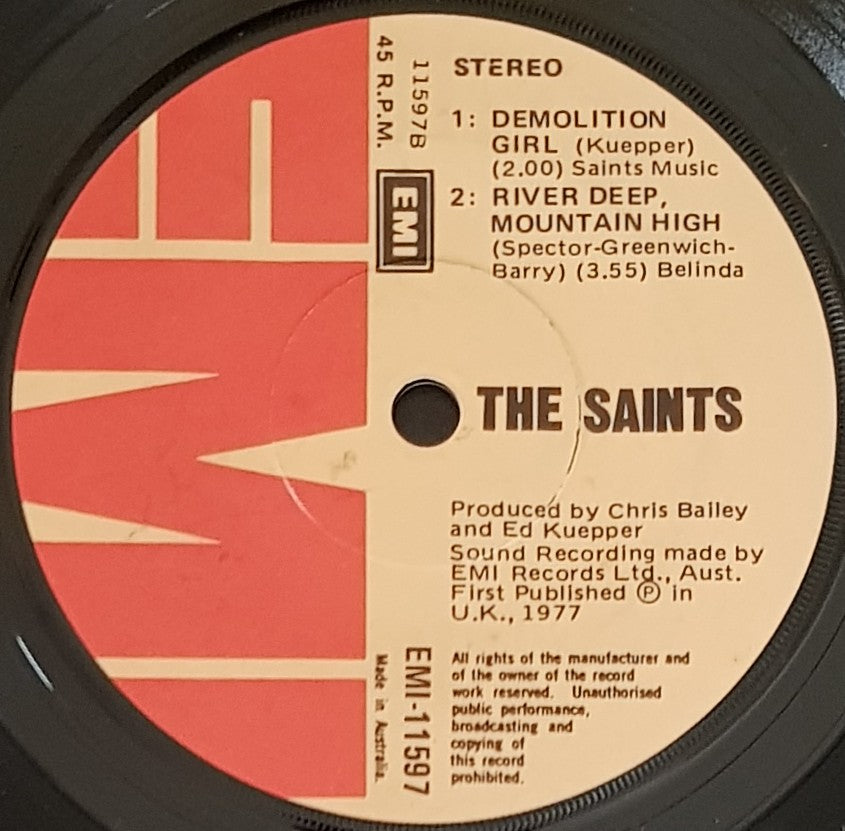 STEREO
1: DEMOLITION
GIRL (Kuepper)
(2.00) Saints Music
2: RIVER DEEP,
MOUNTAIN HIGH
(Spector-Greenwich-
Barry) (3.55) Belinda
THE SAINTS
Produced by Chris Bailey
and Ed Kuepper
Sound Recording made by
EMI Records Ltd., Aust.
First Published Ⓟ in
U.K., 1977
All rights of the manufacturer and
of the owner of the record
work reserved. Unauthorised
public performance,
broadcasting and
copying of
this record
prohibited.
11597B
45 R.P.M.
EMI
EMI-11597
Made in Australia.
EMI